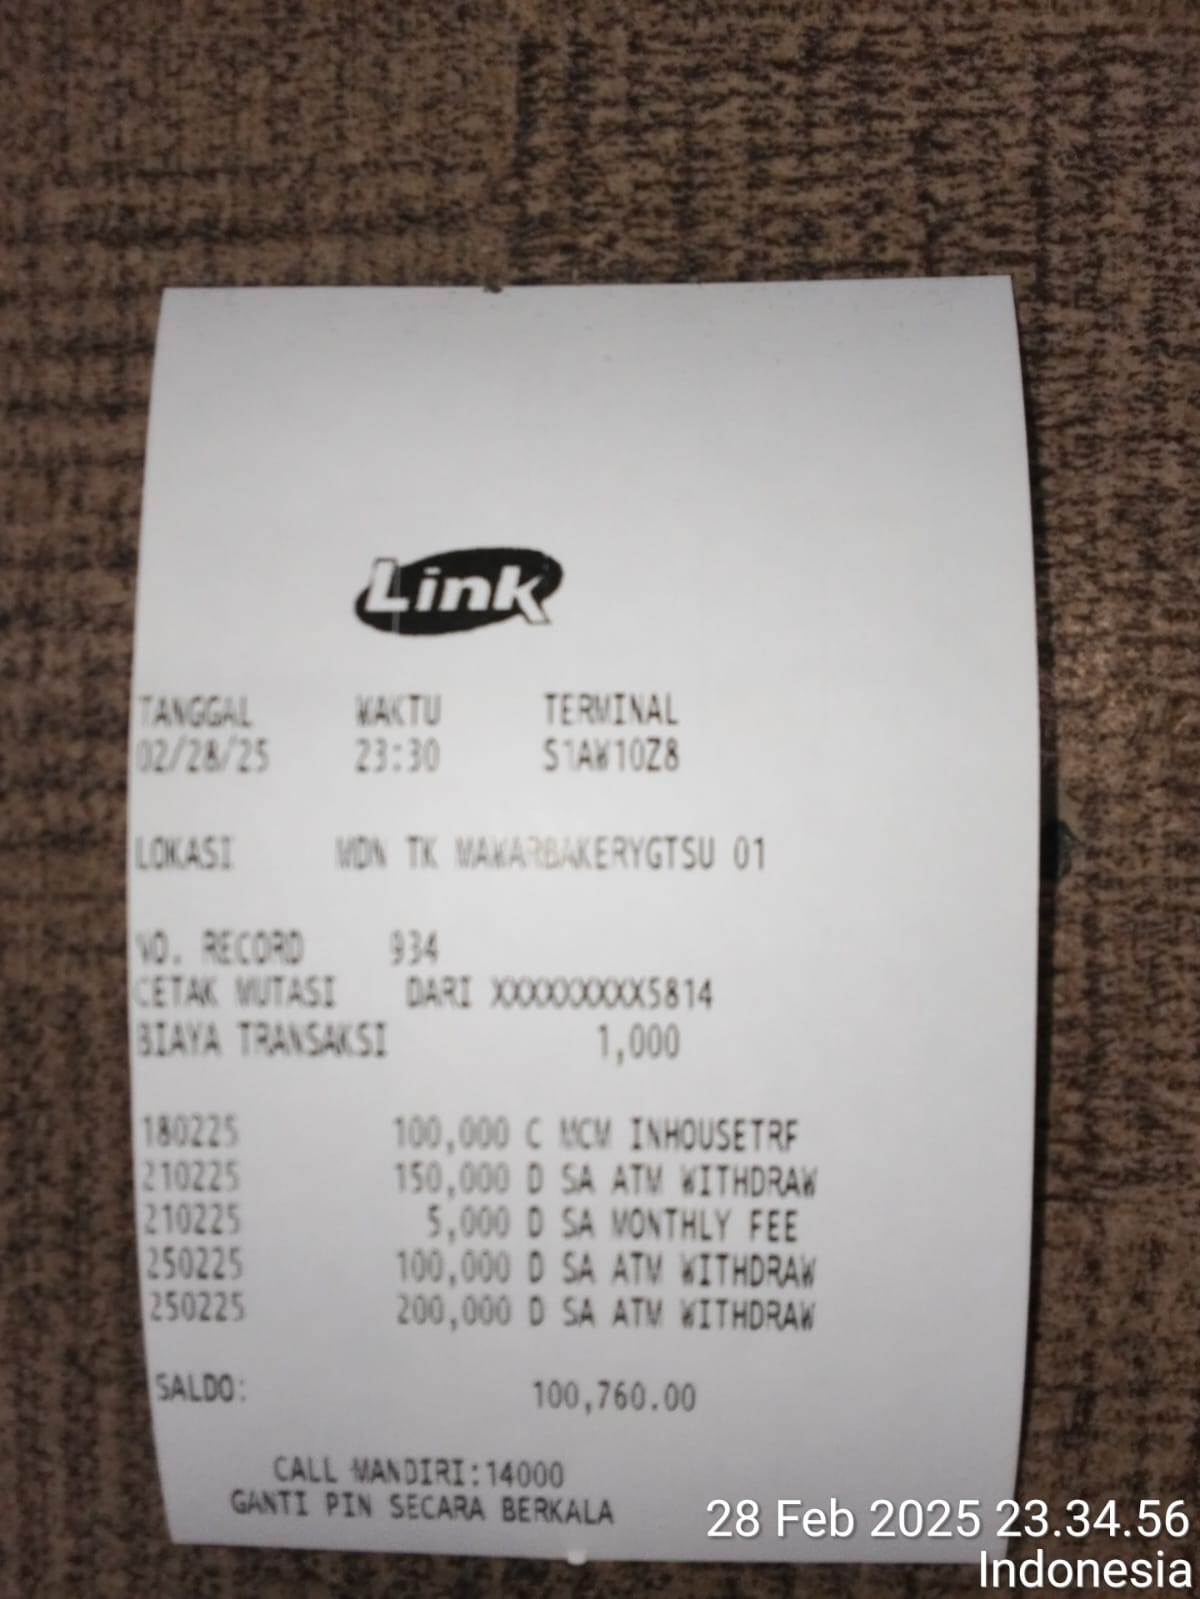 Link
TANGGAL WAKTU TERMINAL
02/28/25 23:30 S1AW10Z8
LOKASI MDN TK MAWARBAKERYGTSU 01
NO. RECORD 934
CETAK MUTASI DARI XXXXXXXXX5814
BIAYA TRANSAKSI 1,000
180225 100,000 C MCM INHOUSETRF
210225 150,000 D SA ATM WITHDRAW
210225 5,000 D SA MONTHLY FEE
250225 100,000 D SA ATM WITHDRAW
250225 200,000 D SA ATM WITHDRAW
SALDO: 100,760.00
CALL MANDIRI:14000
GANTI PIN SECARA BERKALA
28 Feb 2025 23.34.56
Indonesia